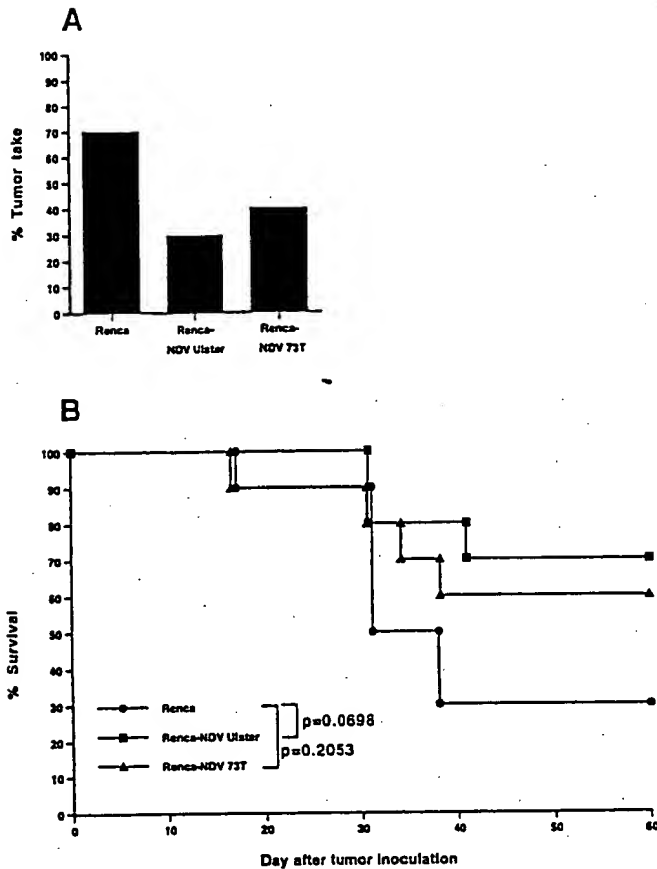 A
100
90
80
70
60
50
40
30
20
10
0
% Tumor take
Renca
Renca-
NDV Ulster
Renca-
NDV 73T
B
100
90
80
70
60
50
40
30
20
10
0
% Survival
Renca
Renca-NDV Ulster
Renca-NDV 73T
p=0.0698
p=0.2053
0 10 20 30 40 50 60
Day after tumor inoculation